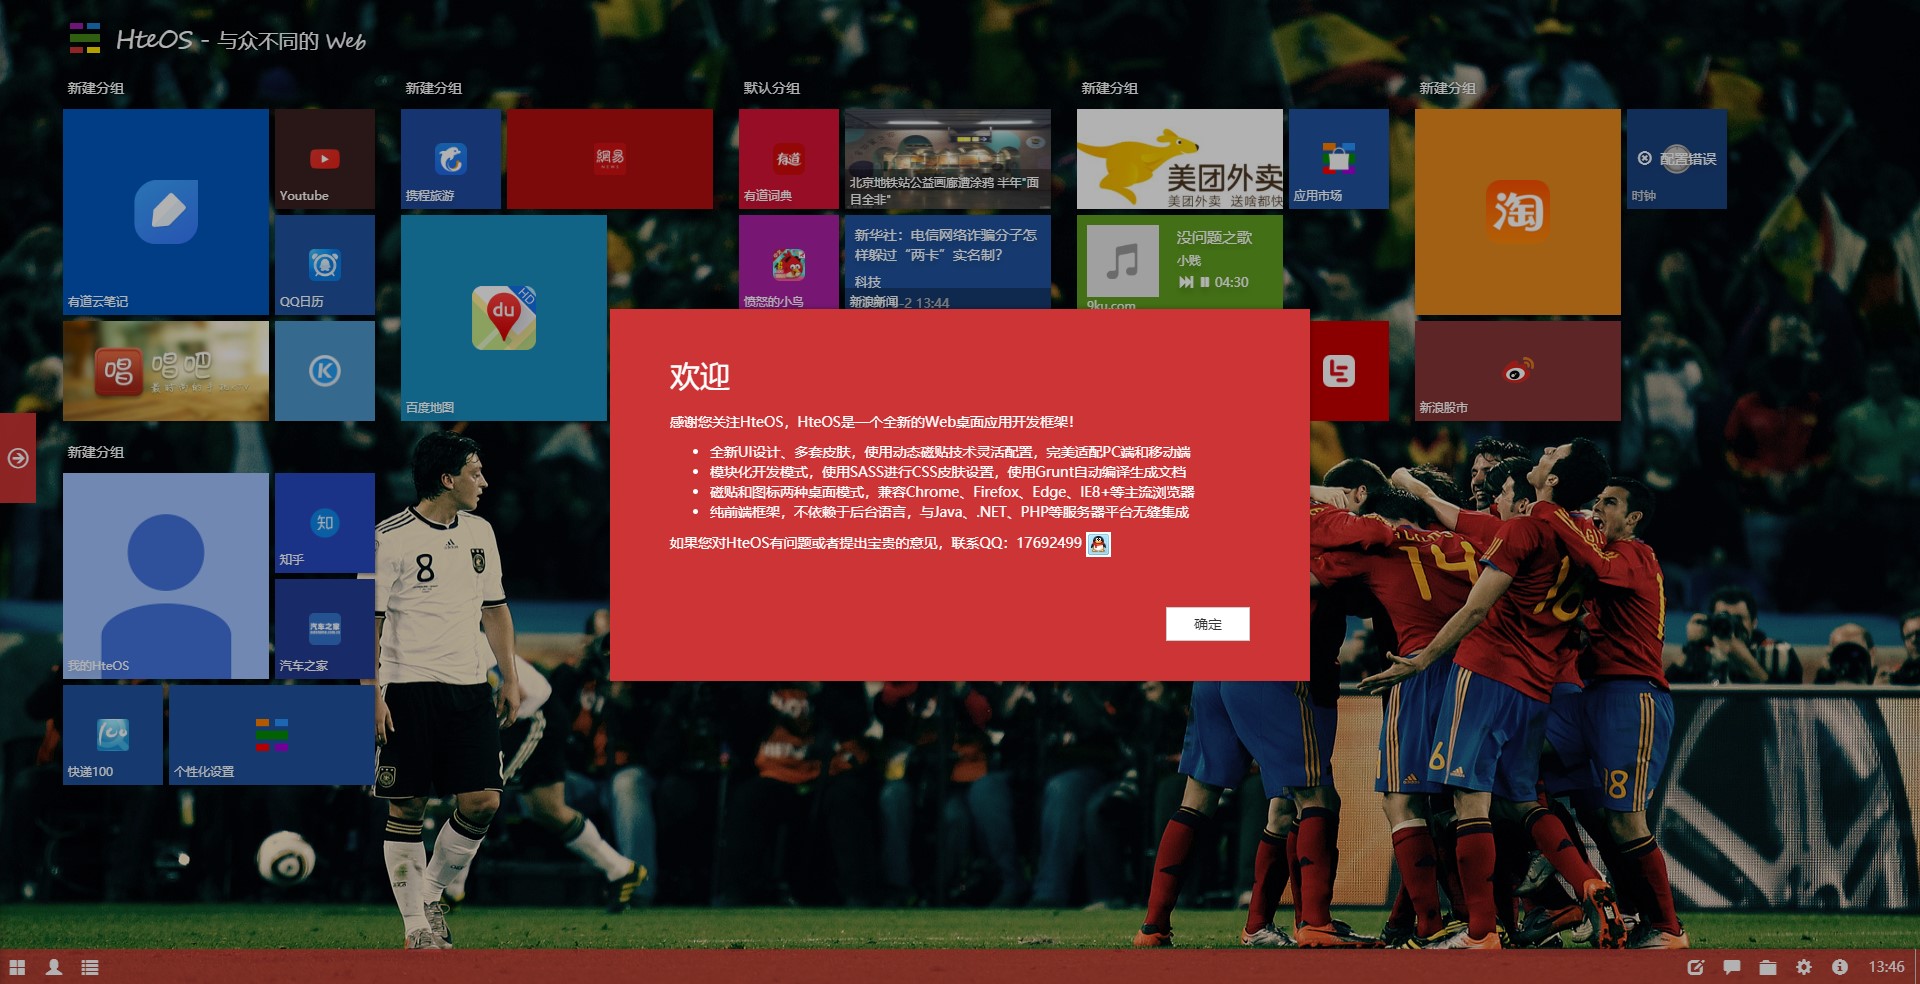 HteOS - 与众不同的 Web
新建分组
新建分组
默认分组
新建分组
新建分组
有道云笔记
Youtube
QQ日历
唱
唱吧
K
携程旅游
網易
NEWS
du
HD
百度地图
有道
有道词典
愤怒的小鸟
北京地铁站公益画廊遭涂鸦 半年"面
目全非"
新华社：电信网络诈骗分子怎
样躲过“两卡”实名制？
科技
新浪新闻
-2 13:44
美团外卖
美团外卖 送啥都快
应用市场
没问题之歌
小贱
04:30
9ku.com
淘
新浪股市
配置错误
时钟
欢迎
感谢您关注HteOS，HteOS是一个全新的Web桌面应用开发框架！
全新UI设计、多套皮肤，使用动态磁贴技术灵活配置，完美适配PC端和移动端
模块化开发模式，使用SASS进行CSS皮肤设置，使用Grunt自动编译生成文档
磁贴和图标两种桌面模式，兼容Chrome、Firefox、Edge、IE8+等主流浏览器
纯前端框架，不依赖于后台语言，与Java、.NET、PHP等服务器平台无缝集成
如果您对HteOS有问题或者提出宝贵的意见，联系QQ：17692499
确定
新建分组
我的HteOS
知
知乎
汽车之家
汽车之家
快递100
个性化设置
8
14
16
1
6
18
13:46